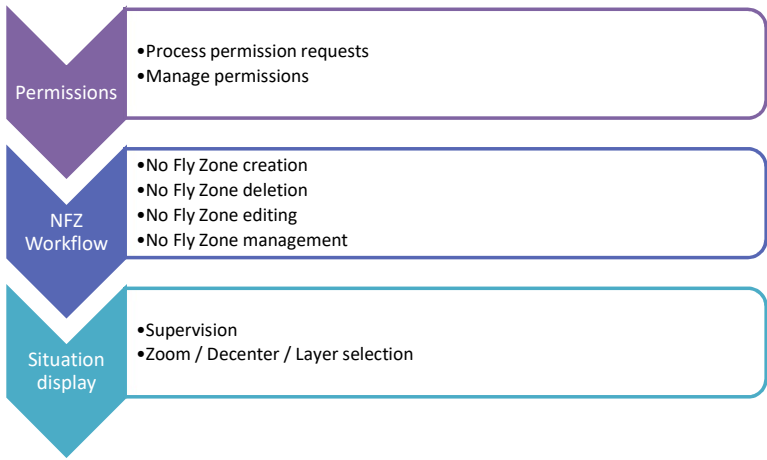 Permissions
•Process permission requests
•Manage permissions
NFZ
Workflow
•No Fly Zone creation
•No Fly Zone deletion
•No Fly Zone editing
•No Fly Zone management
Situation
display
•Supervision
•Zoom / Decenter / Layer selection